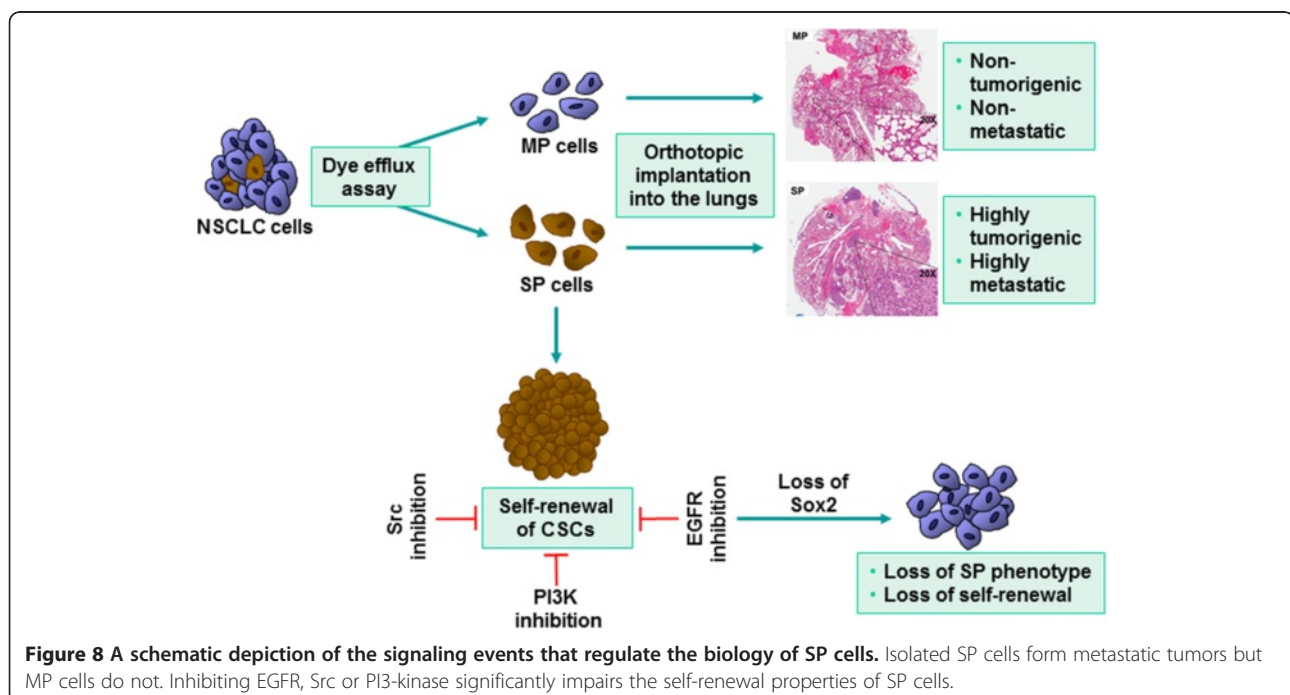 MP
20X
• Non-
tumorigenic
• Non-
metastatic
MP cells
Dye efflux
assay
Orthotopic
implantation
into the lungs
NSCLC cells
SP
20X
• Highly
tumorigenic
• Highly
metastatic
SP cells
Src
inhibition
Self-renewal
of CSCs
EGFR
inhibition
Loss of
Sox2
PI3K
inhibition
• Loss of SP phenotype
• Loss of self-renewal
Figure 8 A schematic depiction of the signaling events that regulate the biology of SP cells. Isolated SP cells form metastatic tumors but
MP cells do not. Inhibiting EGFR, Src or PI3-kinase significantly impairs the self-renewal properties of SP cells.